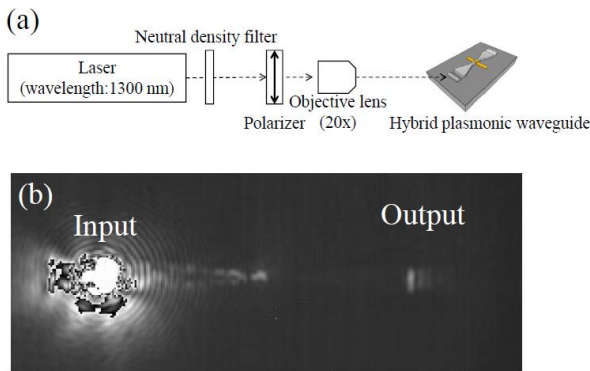 (a)
Neutral density filter
Laser
(wavelength:1300 nm)
Objective lens
(20x)
Polarizer
Hybrid plasmonic waveguide
(b)
Input
Output